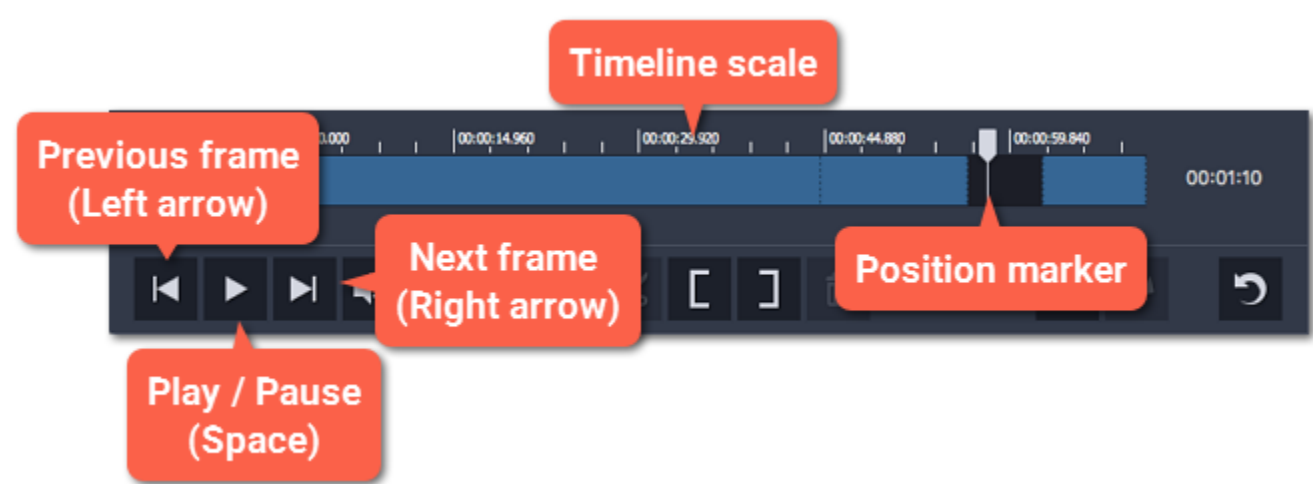 Timeline scale
Previous frame
(Left arrow)
00:00:14.960
00:00:29.920
00:00:44.880
00:00:59.840
00:01:10
Next frame
(Right arrow)
Position marker
Play / Pause
(Space)